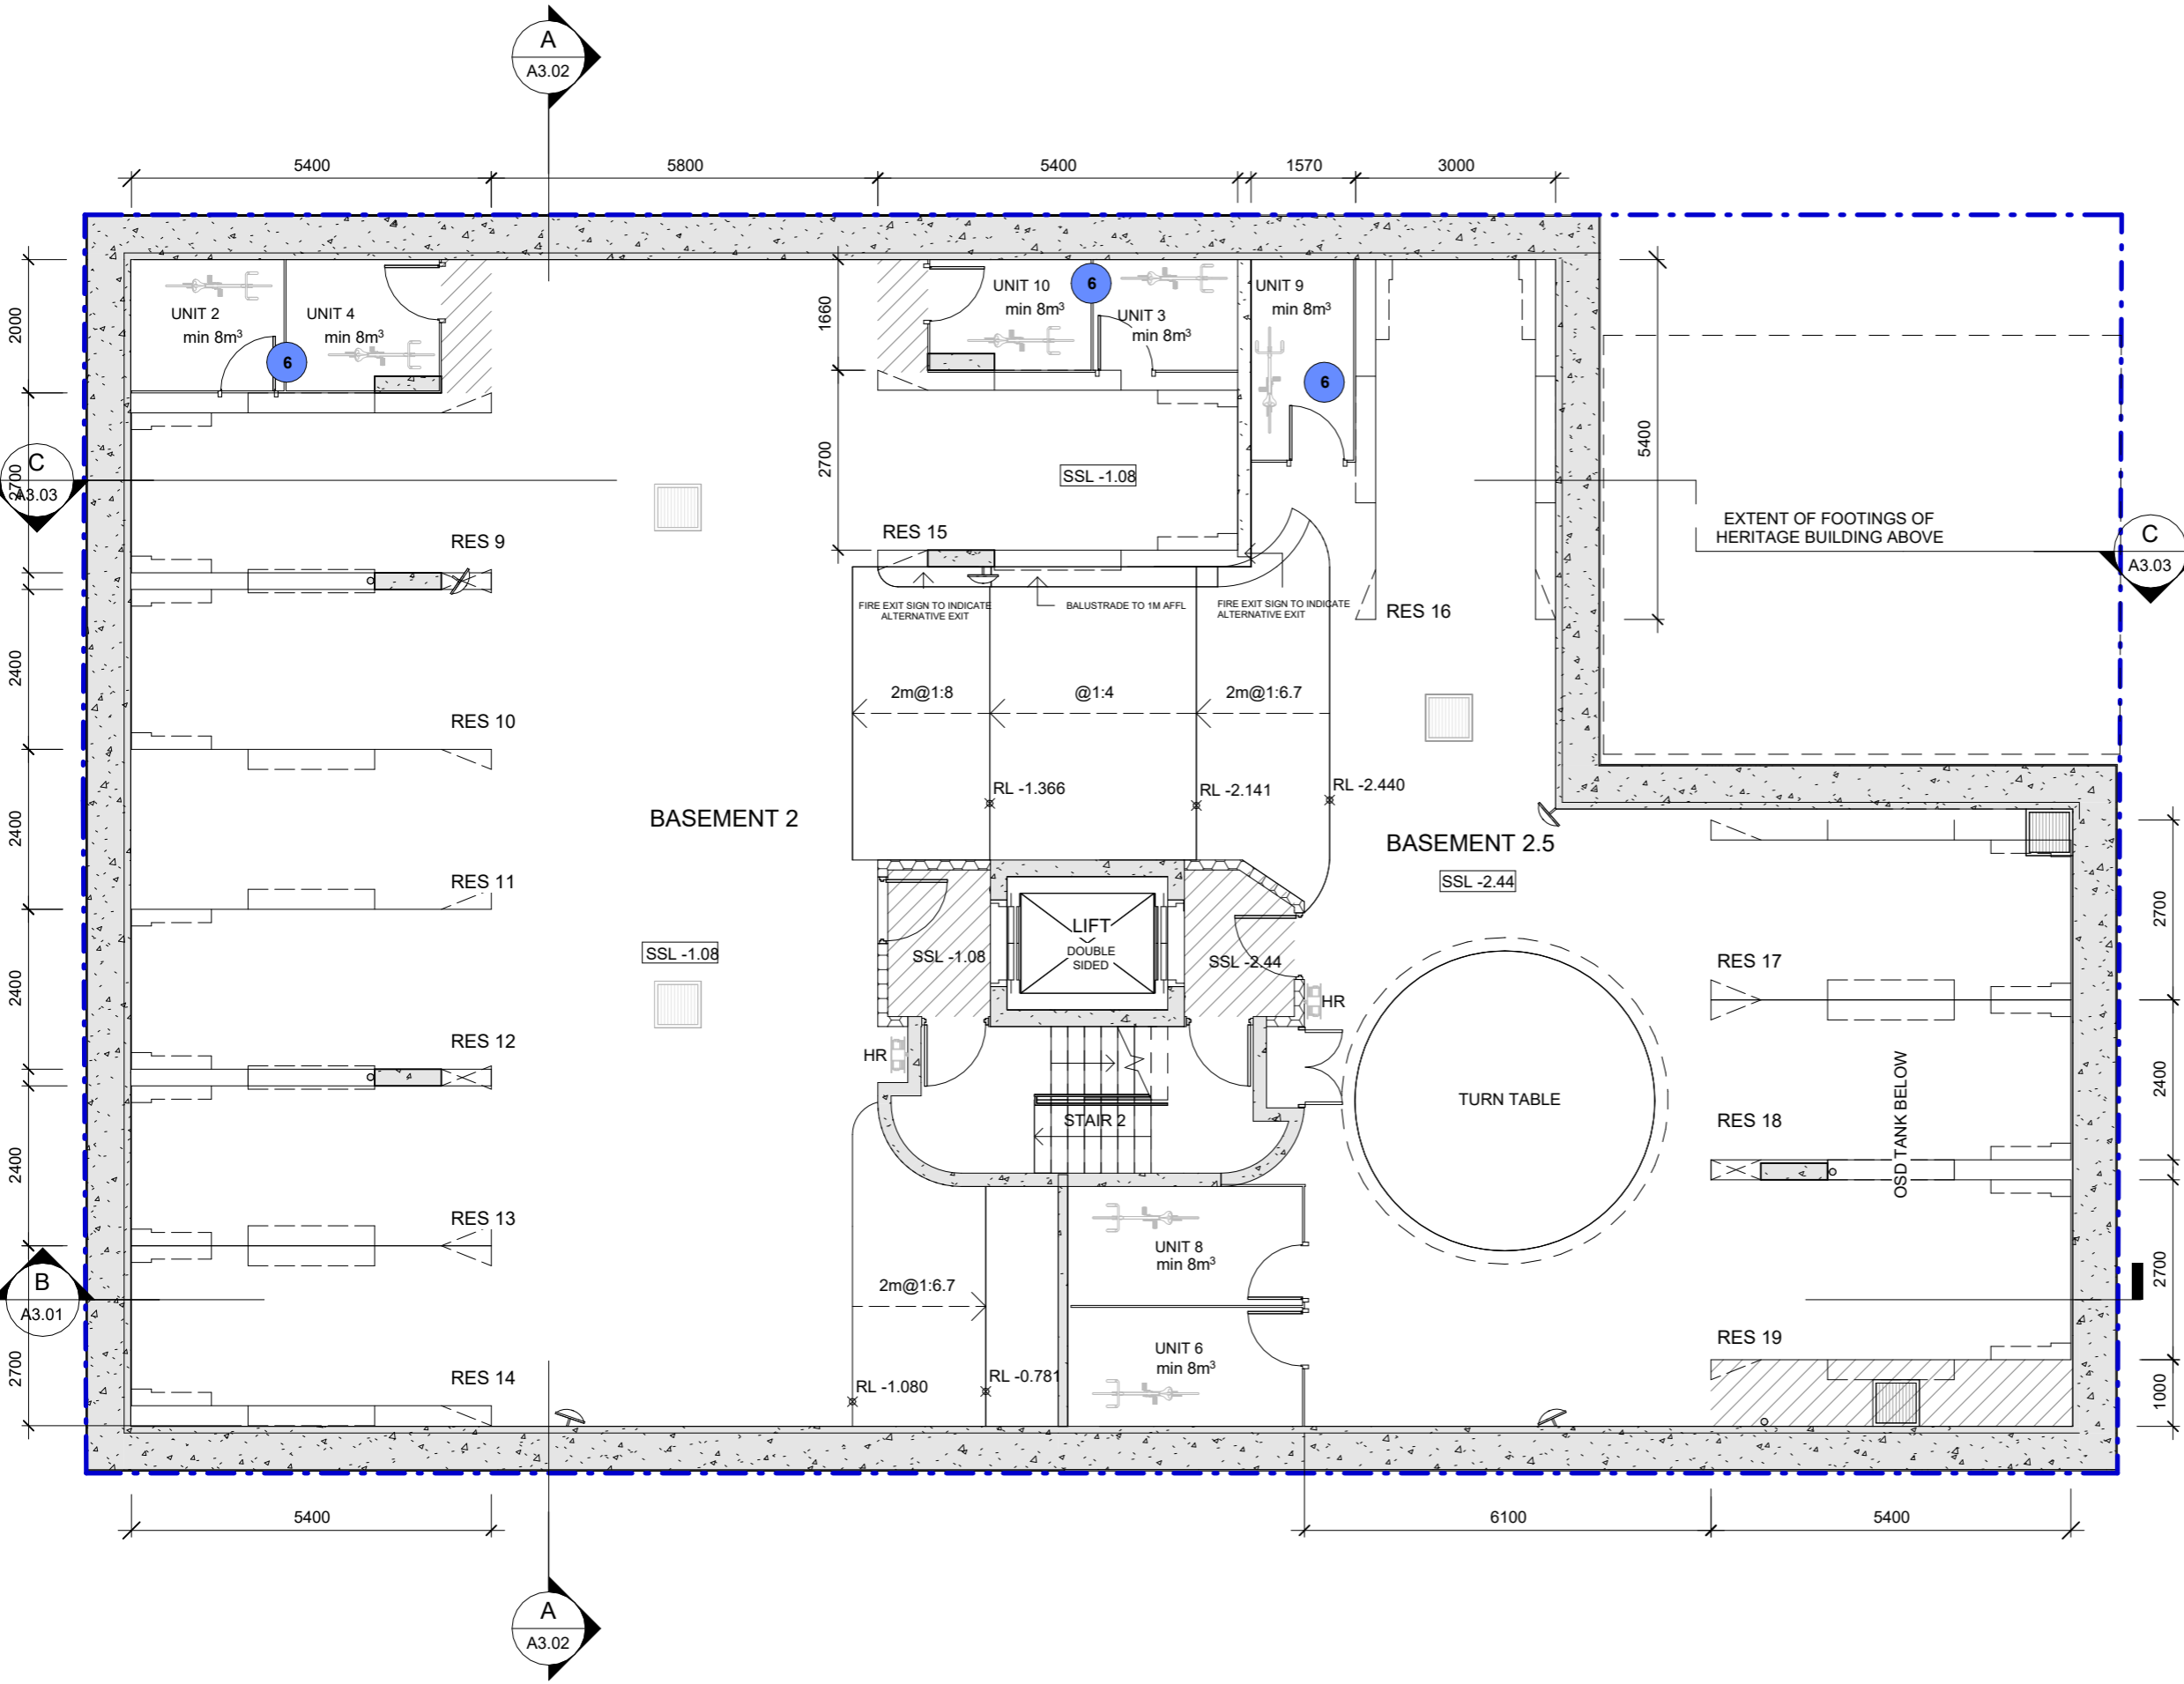 A
A3.02
5400
5800
5400
1570
3000
UNIT 2
min 8m³
UNIT 4
min 8m³
6
UNIT 10
min 8m³
6
UNIT 3
min 8m³
UNIT 9
min 8m³
6
2000
1660
2700
5400
C
A3.03
2700
SSL -1.08
EXTENT OF FOOTINGS OF
HERITAGE BUILDING ABOVE
C
A3.03
RES 9
RES 15
FIRE EXIT SIGN TO INDICATE
ALTERNATIVE EXIT
BALUSTRADE TO 1M AFFL
FIRE EXIT SIGN TO INDICATE
ALTERNATIVE EXIT
RES 16
2400
2m@1:8
@1:4
2m@1:6.7
RES 10
RL -1.366
RL -2.141
RL -2.440
BASEMENT 2
BASEMENT 2.5
2400
RES 11
SSL -2.44
2700
SSL -1.08
SSL -1.08
LIFT
DOUBLE
SIDED
SSL -2.44
RES 17
2400
HR
RES 12
HR
2400
TURN TABLE
STAIR 2
RES 18
OSD TANK BELOW
2400
RES 13
UNIT 8
min 8m³
2700
B
A3.01
2m@1:6.7
RES 19
UNIT 6
min 8m³
2700
RES 14
RL -1.080
RL -0.781
1000
5400
6100
5400
A
A3.02